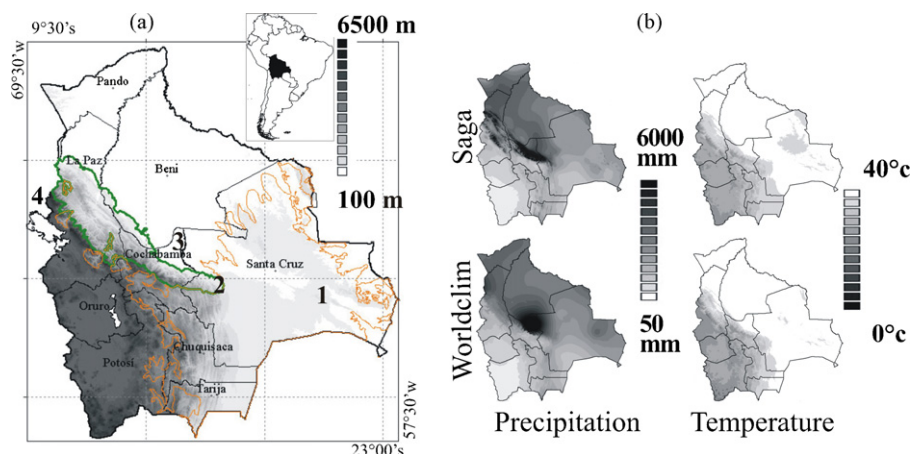 (a)
9°30's
69°30'w
6500 m
100 m
Pando
La Paz
Beni
4
3
Cochabamba
2
Santa Cruz
1
Oruro
Potosí
Chuquisaca
Tarija
57°30'w
23°00's
(b)
Saga
Worldclim
6000
mm
50
mm
40°c
0°c
Precipitation
Temperature